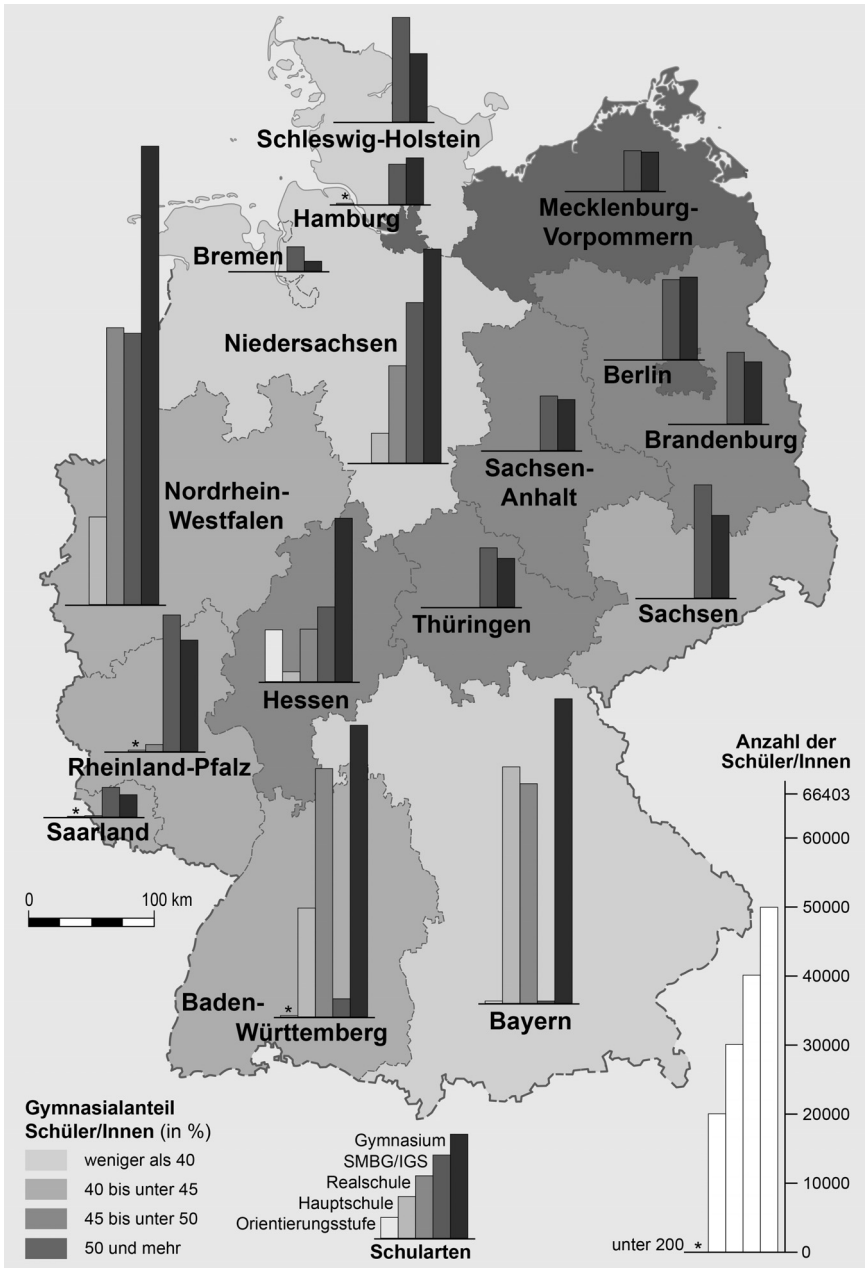 Schleswig-Holstein
*
Hamburg
Mecklenburg-
Vorpommern
Bremen
Niedersachsen
Berlin
Brandenburg
Sachsen-
Anhalt
Nordrhein-
Westfalen
Sachsen
Thüringen
Hessen
*
Rheinland-Pfalz
*
Saarland
0 100 km
*
Baden-
Württemberg
Bayern
Anzahl der
Schüler/Innen
66403
60000
50000
40000
30000
20000
10000
unter 200 * 0
Gymnasialanteil
Schüler/Innen (in %)
weniger als 40
40 bis unter 45
45 bis unter 50
50 und mehr
Gymnasium
SMBG/IGS
Realschule
Hauptschule
Orientierungsstufe
Schularten